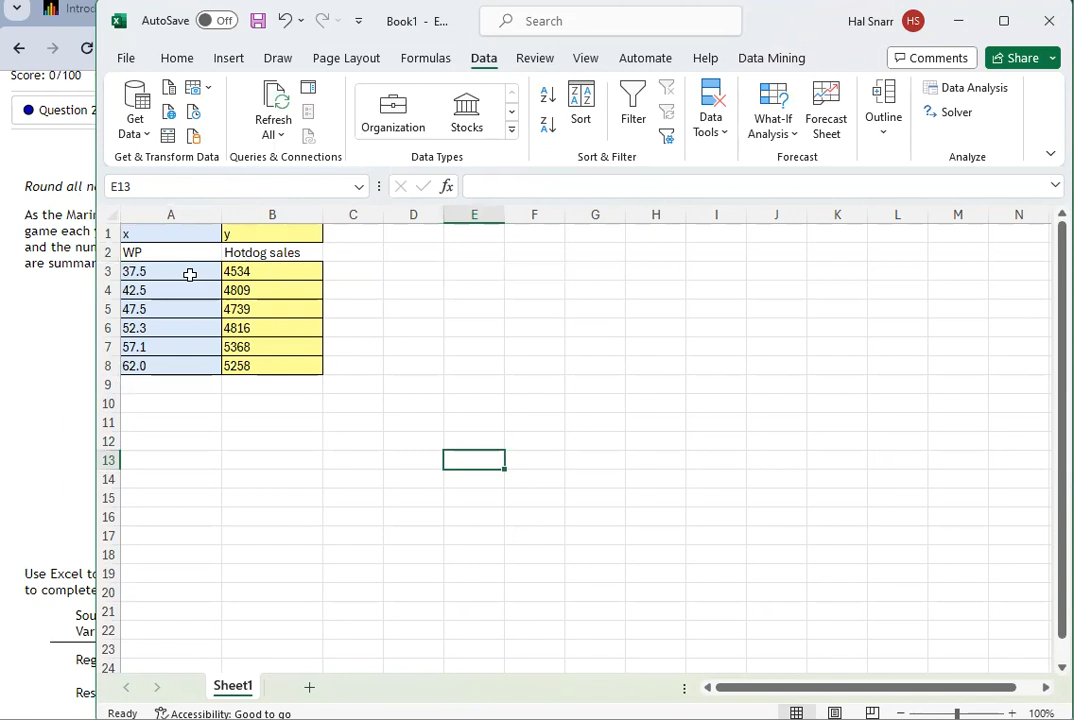 Introd
AutoSave Off Book1 - E... Search Hal Snarr HS
Score: 0/100
File Home Insert Draw Page Layout Formulas Data Review View Automate Help Data Mining Comments Share
Question 2
Get Data
Refresh All
Organization Stocks
Sort
Filter
Data Tools
What-If Analysis
Forecast Sheet
Outline
Data Analysis
Solver
Get & Transform Data Queries & Connections Data Types Sort & Filter Forecast Analyze
E13 fx
A B C D E F G H I J K L M N
1 x y
2 WP Hotdog sales
3 37.5 4534
4 42.5 4809
5 47.5 4739
6 52.3 4816
7 57.1 5368
8 62.0 5258
9
10
11
12
13
14
15
16
17
18
19
20
21
22
23
24
Round all n
As the Marin
game each
and the num
are summar
Use Excel to
to complete
Sou
Var
Reg
Res
Sheet1
Ready Accessibility: Good to go 100%